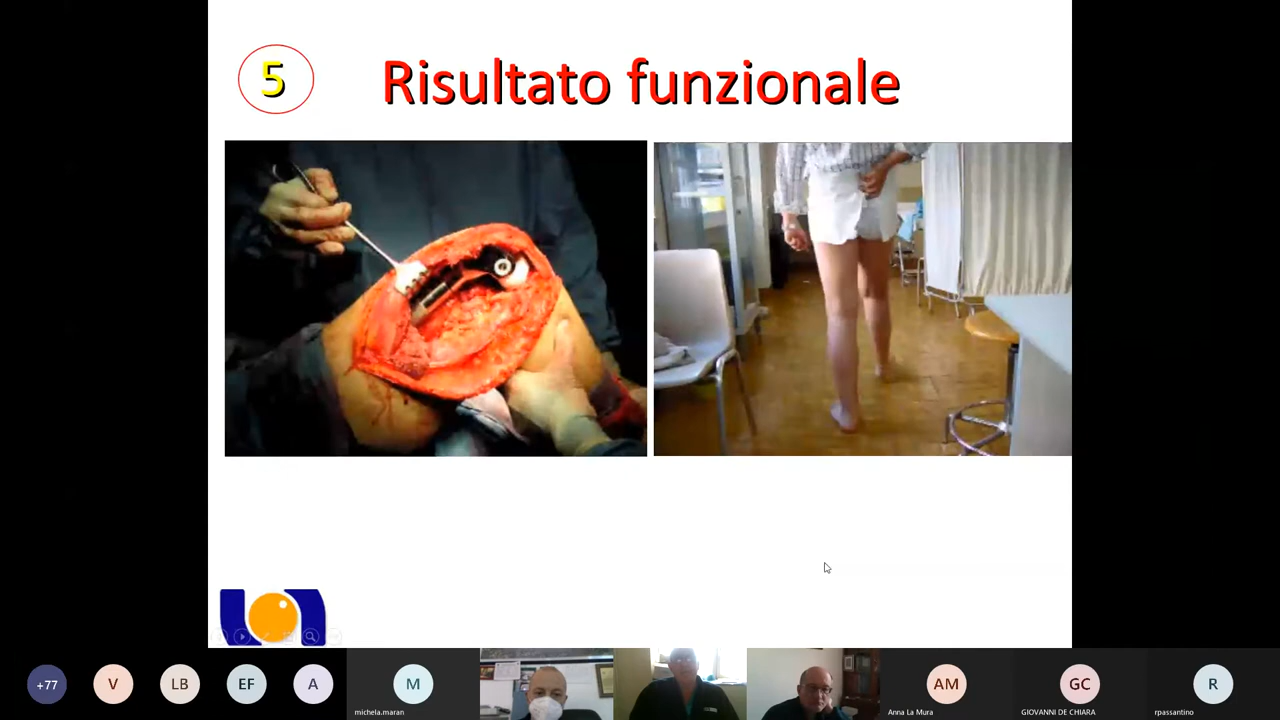 5
Risultato funzionale
+77
V
LB
EF
A
M
michela.maran
AM
Anna La Mura
GC
GIOVANNI DE CHIARA
R
rpassantino